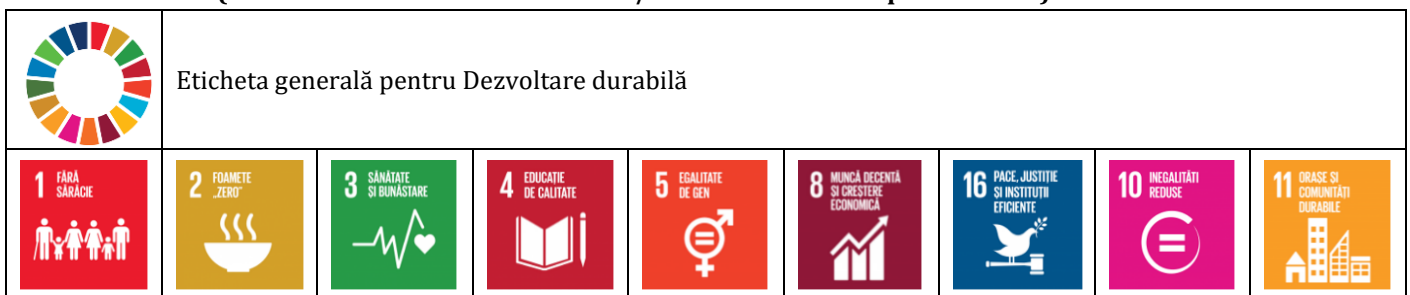 Eticheta generală pentru Dezvoltare durabilă
1 FĂRĂ
SĂRĂCIE
2 FOAMETE
„ZERO”
3 SĂNĂTATE
ȘI BUNĂSTARE
4 EDUCAȚIE
DE CALITATE
5 EGALITATE
DE GEN
8 MUNCĂ DECENTĂ
ȘI CREȘTERE
ECONOMICĂ
16 PACE, JUSTIȚIE
ȘI INSTITUȚII
EFICIENTE
10 INEGALITĂȚI
REDUSE
11 ORAȘE ȘI
COMUNITĂȚI
DURABILE